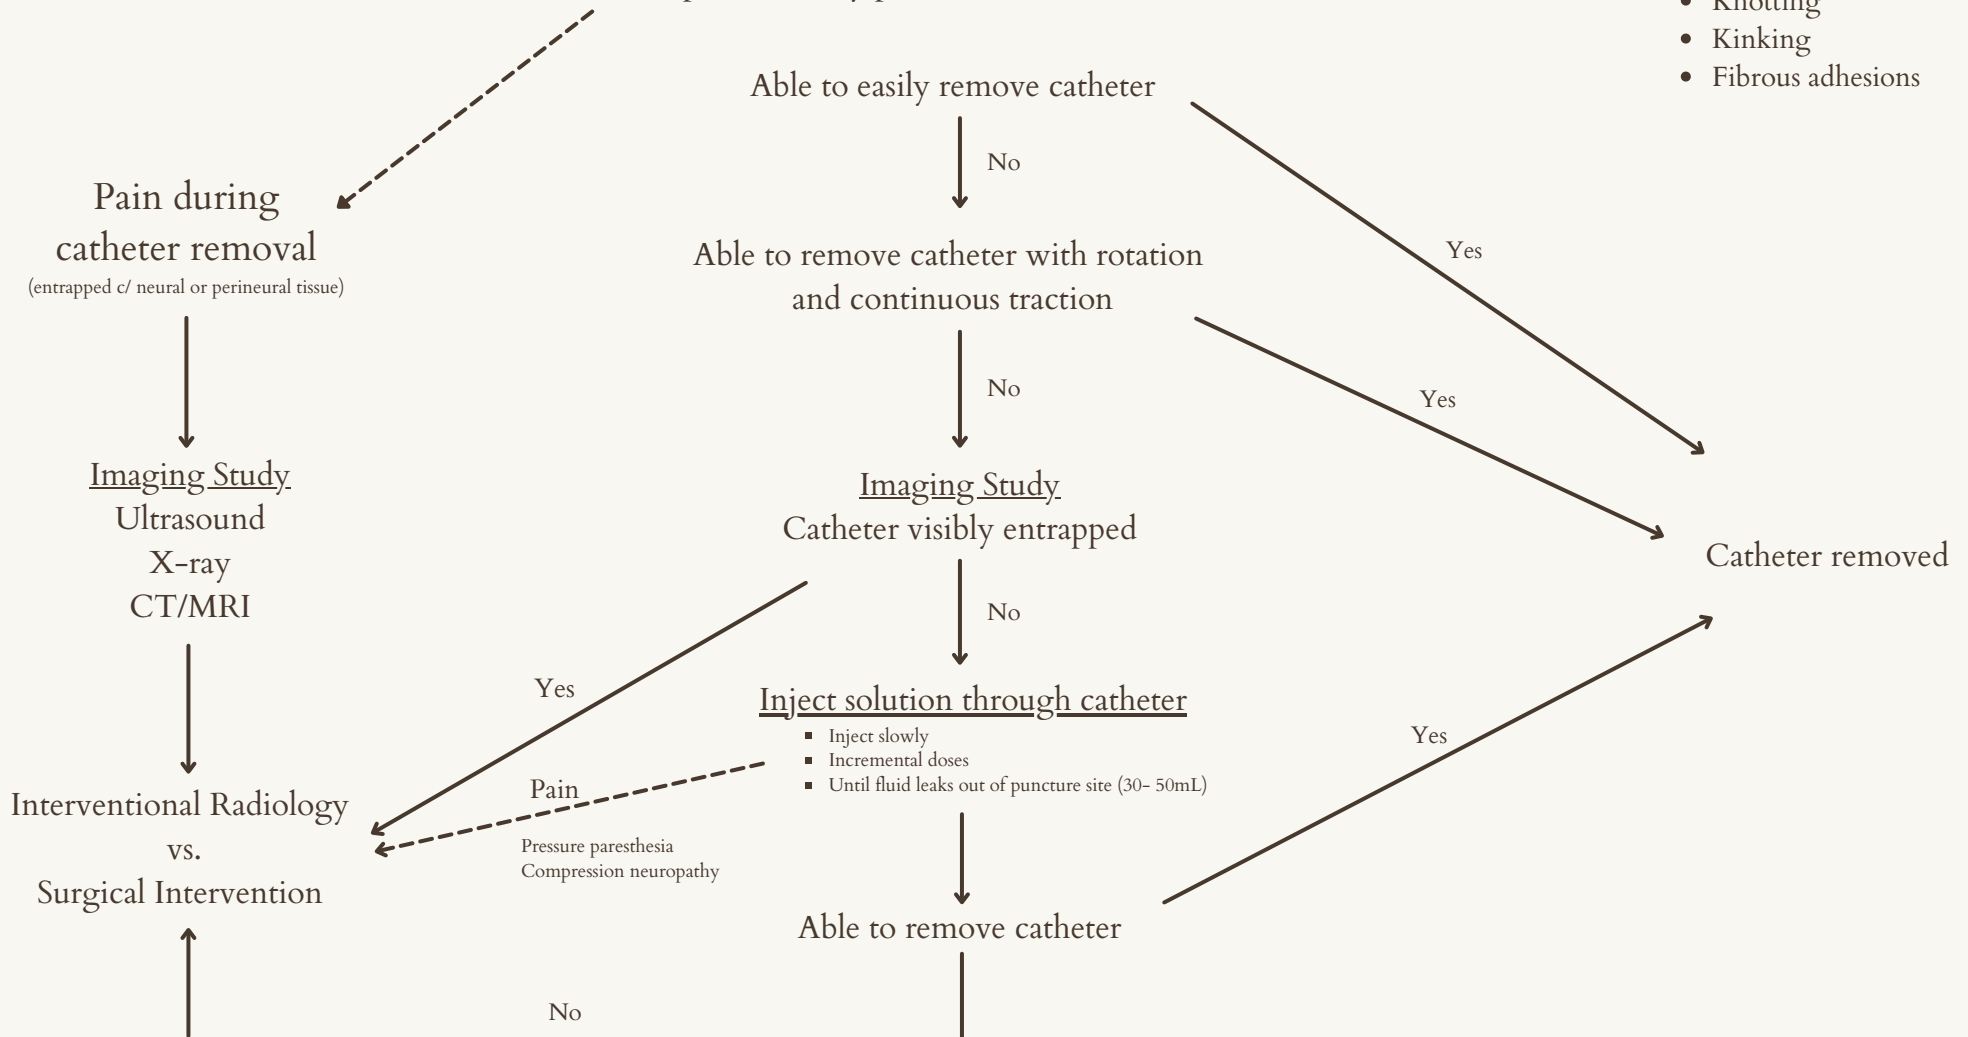 Knotting
Kinking
Fibrous adhesions
Able to easily remove catheter
No
Yes
Pain during
catheter removal
(entrapped c/ neural or perineural tissue)
Able to remove catheter with rotation
and continuous traction
No
Yes
Imaging Study
Ultrasound
X-ray
CT/MRI
Imaging Study
Catheter visibly entrapped
Catheter removed
No
Yes
Inject solution through catheter
Inject slowly
Incremental doses
Until fluid leaks out of puncture site (30- 50mL)
Yes
Pain
Pressure paresthesia
Compression neuropathy
Interventional Radiology
vs.
Surgical Intervention
Able to remove catheter
No